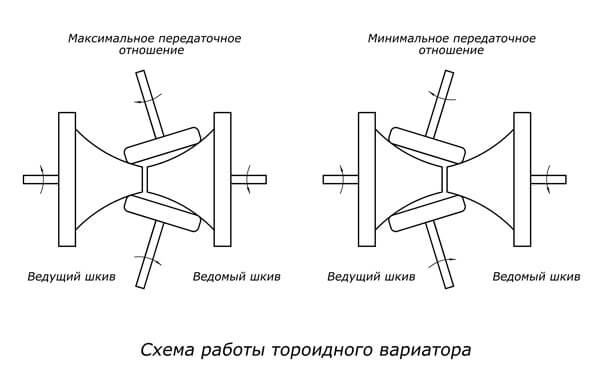 Максимальное передаточное
отношение
Минимальное передаточное
отношение
Ведущий шкив
Ведомый шкив
Ведущий шкив
Ведомый шкив
Схема работы тороидного вариатора